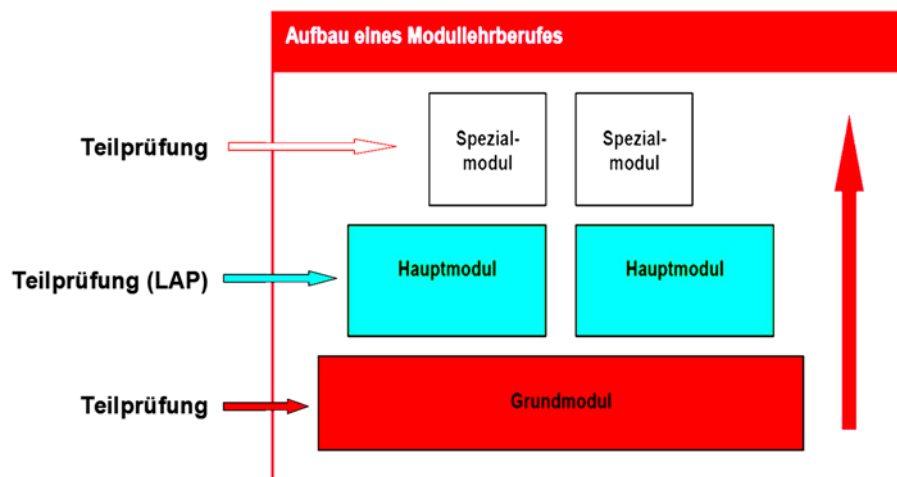 Aufbau eines Modullehrberufes
Teilprüfung
Spezial-
modul
Spezial-
modul
Teilprüfung (LAP)
Hauptmodul
Hauptmodul
Teilprüfung
Grundmodul